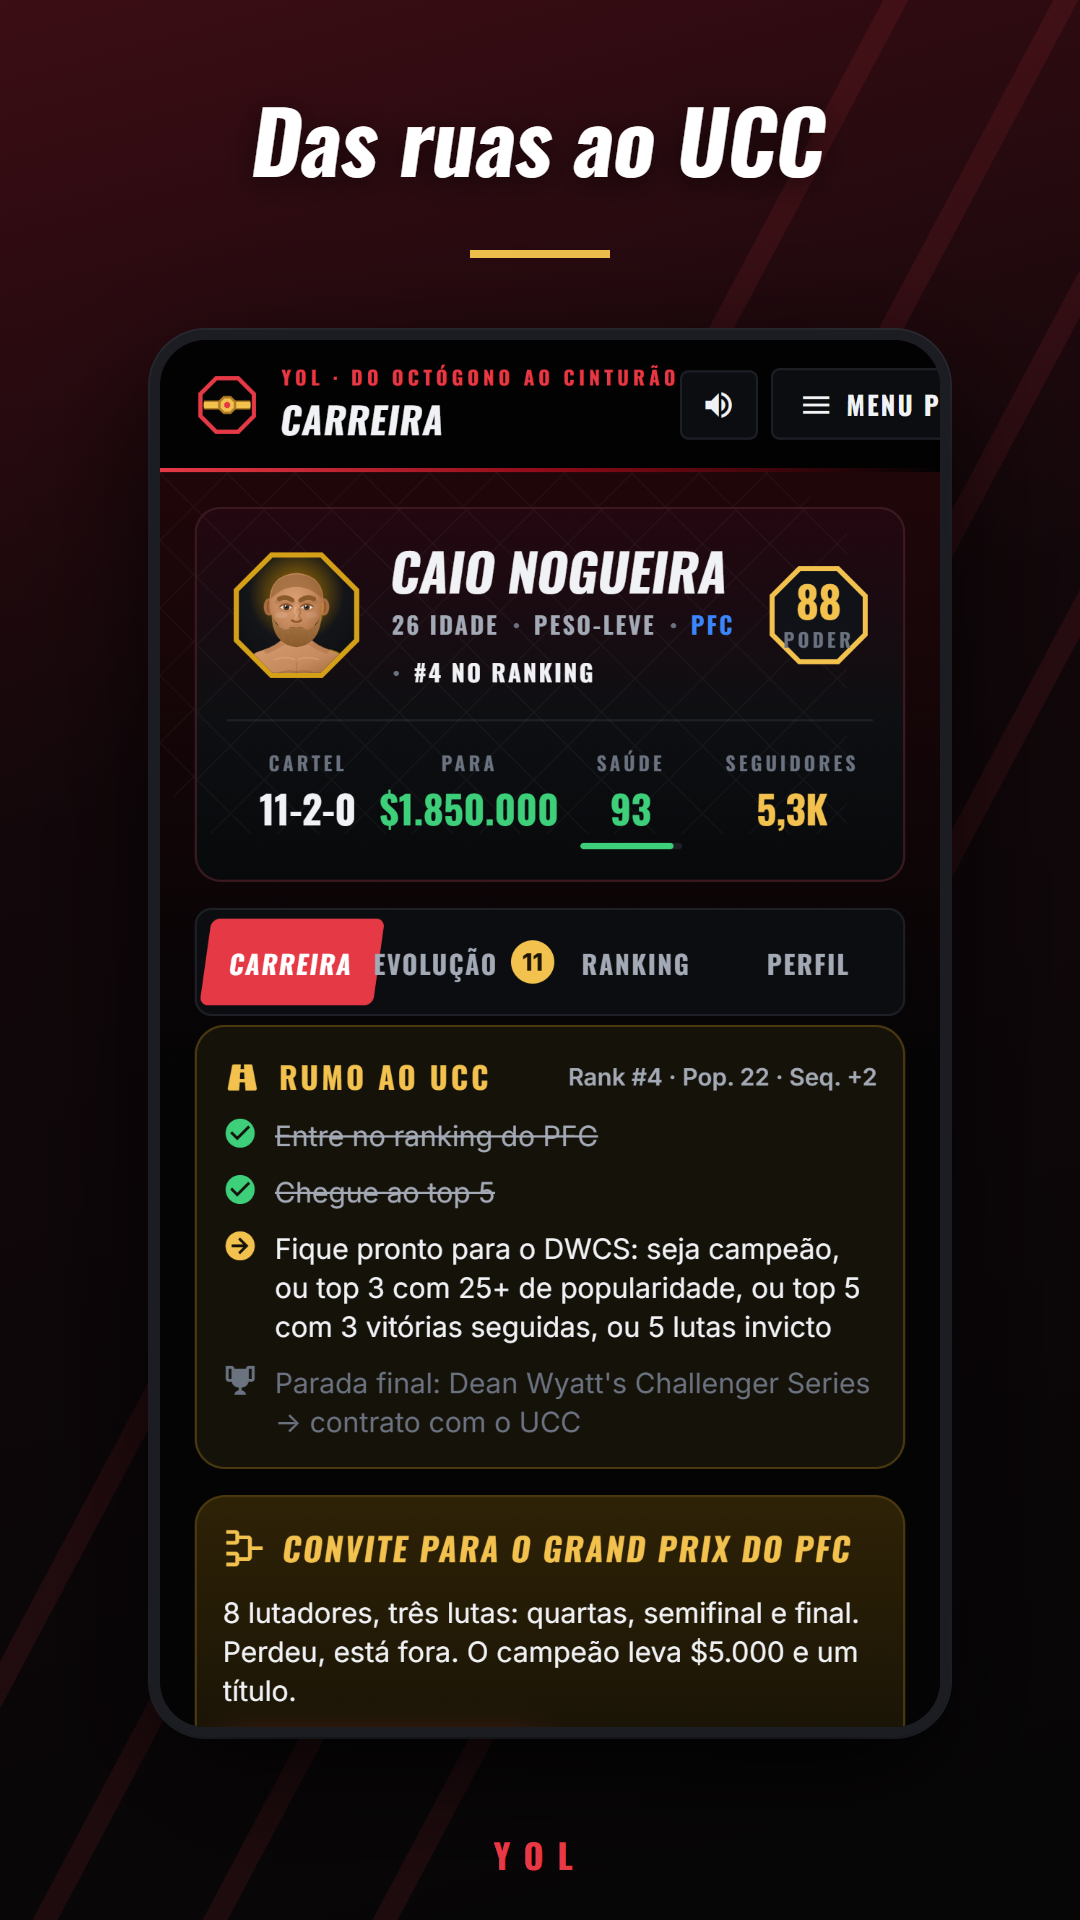 Das ruas ao UCC
YOL · DO OCTÓGONO AO CINTURÃO
CARREIRA
MENU P
CAIO NOGUEIRA
26 IDADE · PESO-LEVE · PFC
· #4 NO RANKING
88
PODER
CARTEL PARA SAÚDE SEGUIDORES
11-2-0 $1.850.000 93 5,3K
CARREIRA EVOLUÇÃO 11 RANKING PERFIL
RUMO AO UCC
Rank #4 · Pop. 22 · Seq. +2
Entre no ranking do PFC
Chegue ao top 5
Fique pronto para o DWCS: seja campeão,
ou top 3 com 25+ de popularidade, ou top 5
com 3 vitórias seguidas, ou 5 lutas invicto
Parada final: Dean Wyatt's Challenger Series
→ contrato com o UCC
CONVITE PARA O GRAND PRIX DO PFC
8 lutadores, três lutas: quartas, semifinal e final.
Perdeu, está fora. O campeão leva $5.000 e um
título.
YOL